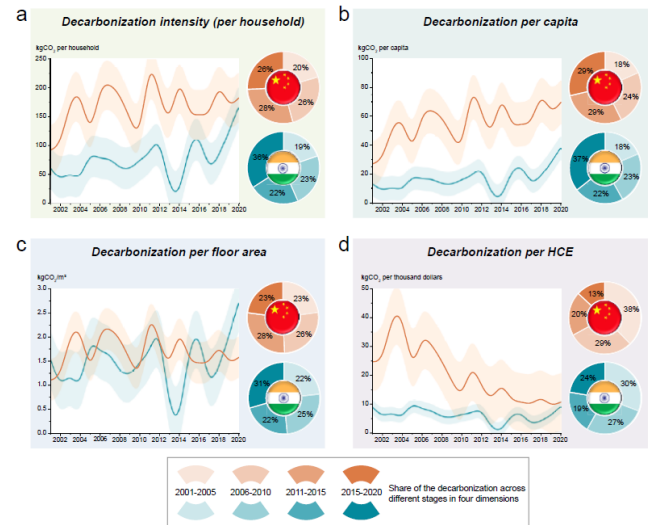 a
Decarbonization intensity (per household)
kgCO₂ per household
250
200
150
100
50
0
2002 2004 2006 2008 2010 2012 2014 2016 2018 2020
26% 20%
28% 26%
36% 19%
22% 23%
b
Decarbonization per capita
kgCO₂ per capita
100
80
60
40
20
0
2002 2004 2006 2008 2010 2012 2014 2016 2018 2020
29% 18%
29% 24%
37% 18%
22% 23%
c
Decarbonization per floor area
kgCO₂/m²
3.0
2.5
2.0
1.5
1.0
0.5
0.0
2002 2004 2006 2008 2010 2012 2014 2016 2018 2020
23% 23%
28% 26%
31% 22%
22% 25%
d
Decarbonization per HCE
kgCO₂ per thousand dollars
50
40
30
20
10
0
2002 2004 2006 2008 2010 2012 2014 2016 2018 2020
13% 38%
20% 29%
24% 30%
19% 27%
2001-2005 2006-2010 2011-2015 2015-2020
Share of the decarbonization across
different stages in four dimensions